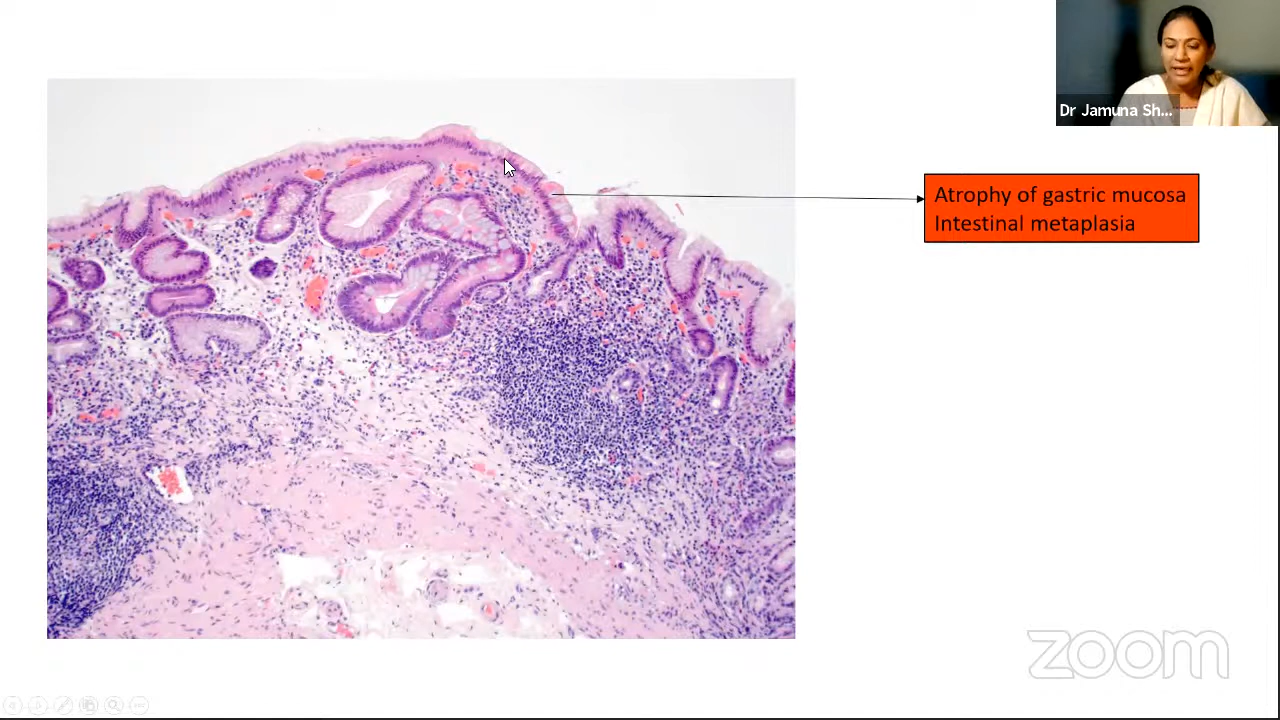 Dr Jamuna Sh...
Atrophy of gastric mucosa
Intestinal metaplasia
zoom